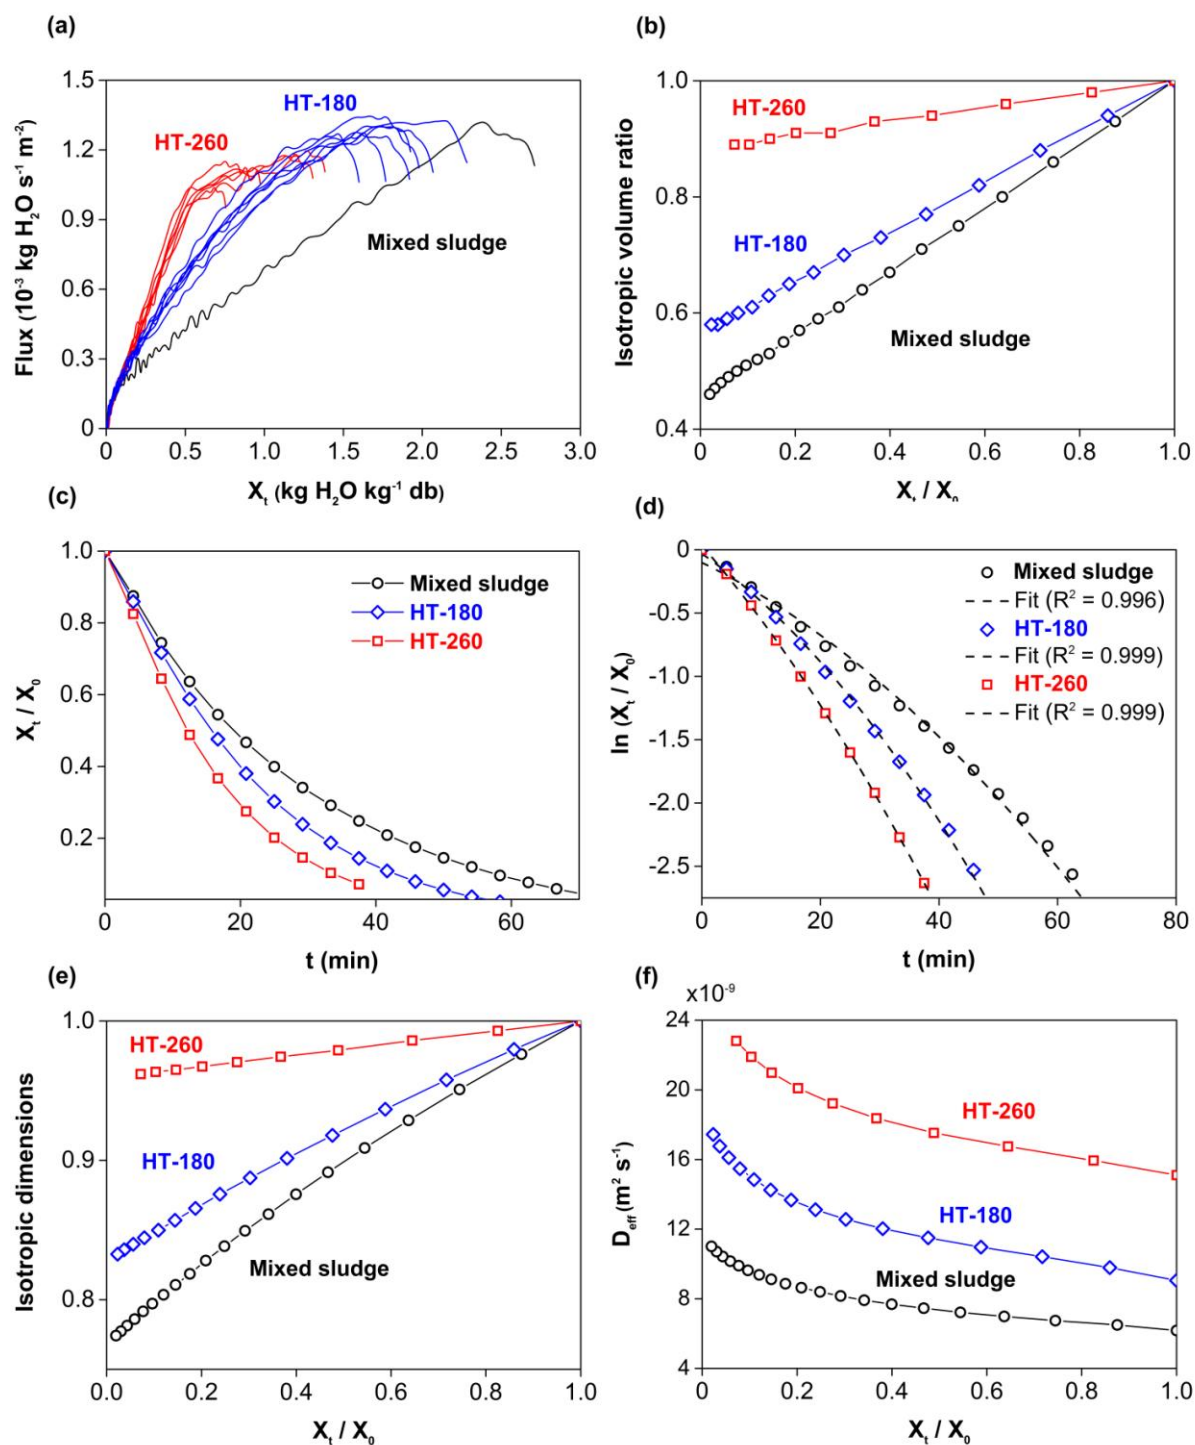 (a)
Flux (10⁻³ kg H₂O s⁻¹ m⁻²)
1.5
1.2
0.9
0.6
0.3
0
HT-260
HT-180
Mixed sludge
0
0.5
1.0
1.5
2.0
2.5
3.0
Xₜ (kg H₂O kg⁻¹ db)
(b)
Isotropic volume ratio
1.0
0.8
0.6
0.4
HT-260
HT-180
Mixed sludge
0.0
0.2
0.4
0.6
0.8
1.0
Xₜ / X₀
(c)
Xₜ / X₀
1.0
0.8
0.6
0.4
0.2
Mixed sludge
HT-180
HT-260
0
20
40
60
t (min)
(d)
ln (Xₜ / X₀)
0
-0.5
-1.0
-1.5
-2.0
-2.5
Mixed sludge
Fit (R² = 0.996)
HT-180
Fit (R² = 0.999)
HT-260
Fit (R² = 0.999)
0
20
40
60
80
t (min)
(e)
Isotropic dimensions
1.0
0.9
0.8
HT-260
HT-180
Mixed sludge
0.0
0.2
0.4
0.6
0.8
1.0
Xₜ / X₀
(f)
x10⁻⁹
D_eff (m² s⁻¹)
24
20
16
12
8
4
HT-260
HT-180
Mixed sludge
0
0.2
0.4
0.6
0.8
1.0
Xₜ / X₀